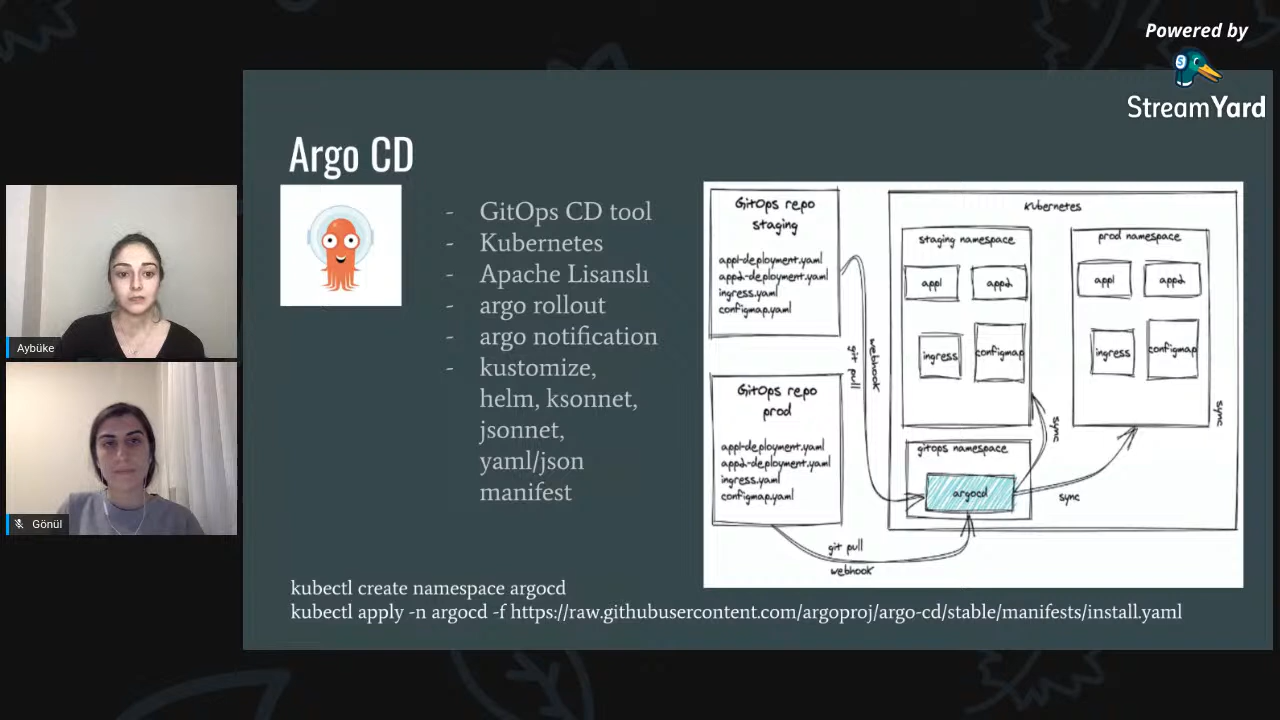 Powered by
StreamYard
Argo CD
- GitOps CD tool
- Kubernetes
- Apache Lisanslı
- argo rollout
- argo notification
- kustomize,
helm, ksonnet,
jsonnet,
yaml/json
manifest
GitOps repo
staging
app1-deployment.yaml
app2-deployment.yaml
ingress.yaml
configmap.yaml
GitOps repo
prod
app1-deployment.yaml
app2-deployment.yaml
ingress.yaml
configmap.yaml
git pull
webhook
git pull
webhook
Kubernetes
staging namespace
app1
app2
ingress
configmap
prod namespace
app1
app2
ingress
configmap
gitops namespace
argocd
sync
sync
sync
kubectl create namespace argocd
kubectl apply -n argocd -f https://raw.githubusercontent.com/argoproj/argo-cd/stable/manifests/install.yaml
Aybüke
Gönül